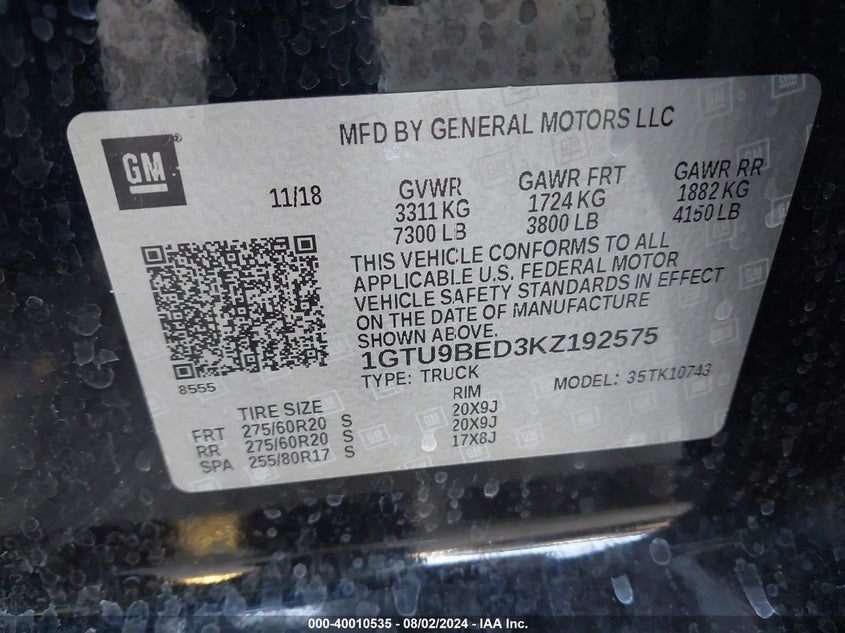 MFD BY GENERAL MOTORS LLC
GM
11/18
GVWR
3311 KG
7300 LB
GAWR FRT
1724 KG
3800 LB
GAWR RR
1882 KG
4150 LB
THIS VEHICLE CONFORMS TO ALL
APPLICABLE U.S. FEDERAL MOTOR
VEHICLE SAFETY STANDARDS IN EFFECT
ON THE DATE OF MANUFACTURE
SHOWN ABOVE.
1GTU9BED3KZ192575
TYPE: TRUCK
MODEL: 35TK10743
8555
TIRE SIZE RIM
FRT 275/60R20 S 20X9J
RR 275/60R20 S 20X9J
SPA 255/80R17 S 17X8J
000-40010535 - 08/02/2024 - IAA Inc.